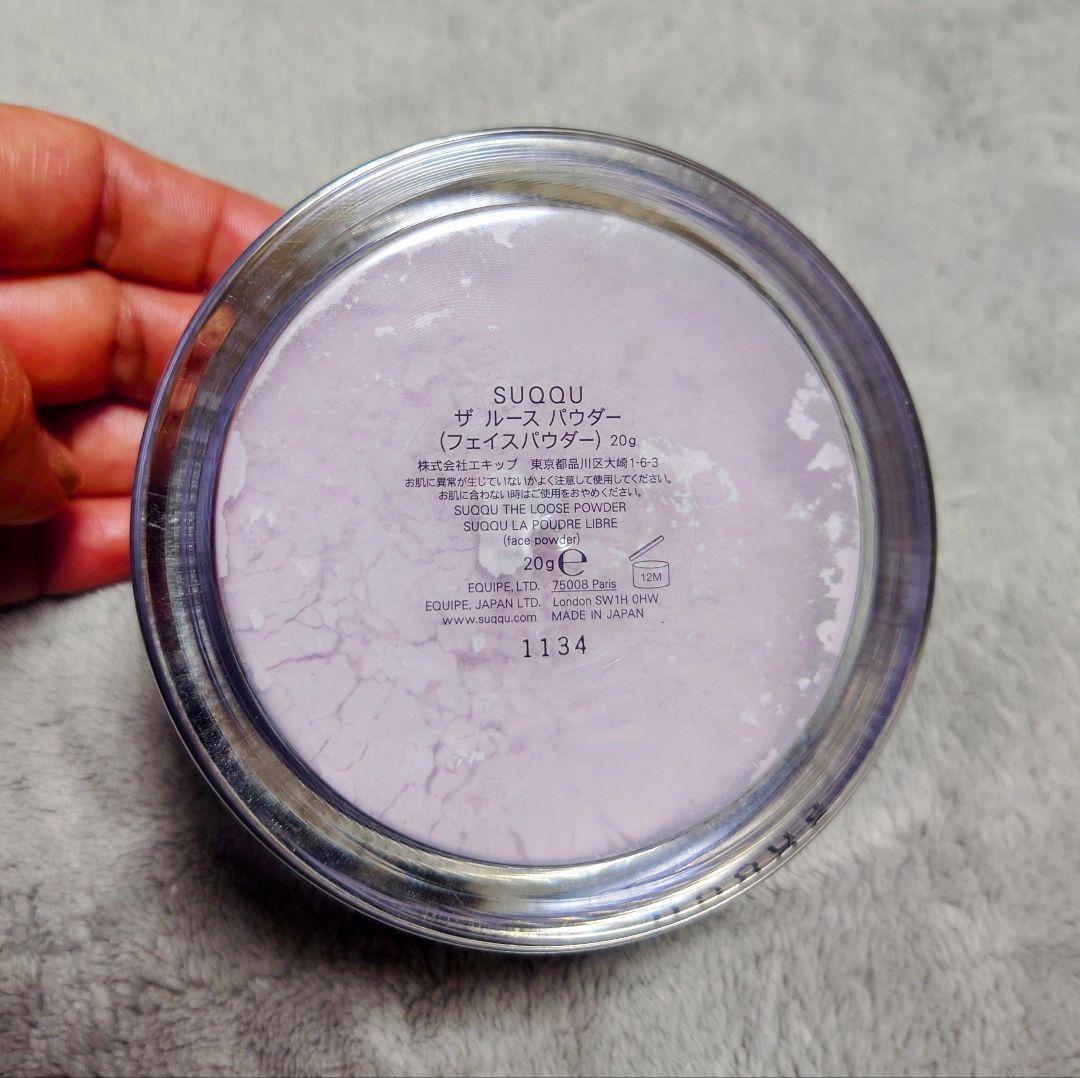 SUQQU
ザ ルース パウダー
(フェイスパウダー) 20g
株式会社エキップ 東京都品川区大崎1-6-3
お肌に異常が生じていないかよく注意して使用してください。
お肌に合わない時はご使用をおやめください。
SUQQU THE LOOSE POWDER
SUQQU LA POUDRE LIBRE
(face powder)
20g e
12M
EQUIPE, LTD. 75008 Paris
EQUIPE, JAPAN LTD. London SW1H 0HW
www.suqqu.com MADE IN JAPAN
1134